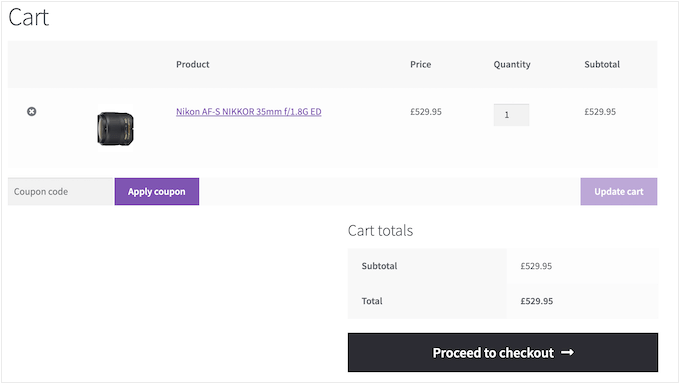 Cart
Product Price Quantity Subtotal
Nikon AF-S NIKKOR 35mm f/1.8G ED £529.95 1 £529.95
Coupon code Apply coupon Update cart
Cart totals
Subtotal £529.95
Total £529.95
Proceed to checkout →